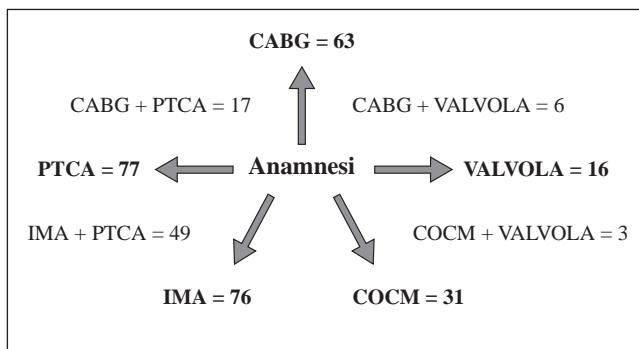 CABG = 63
CABG + PTCA = 17 CABG + VALVOLA = 6
PTCA = 77 Anamnesi VALVOLA = 16
IMA + PTCA = 49 COCM + VALVOLA = 3
IMA = 76 COCM = 31